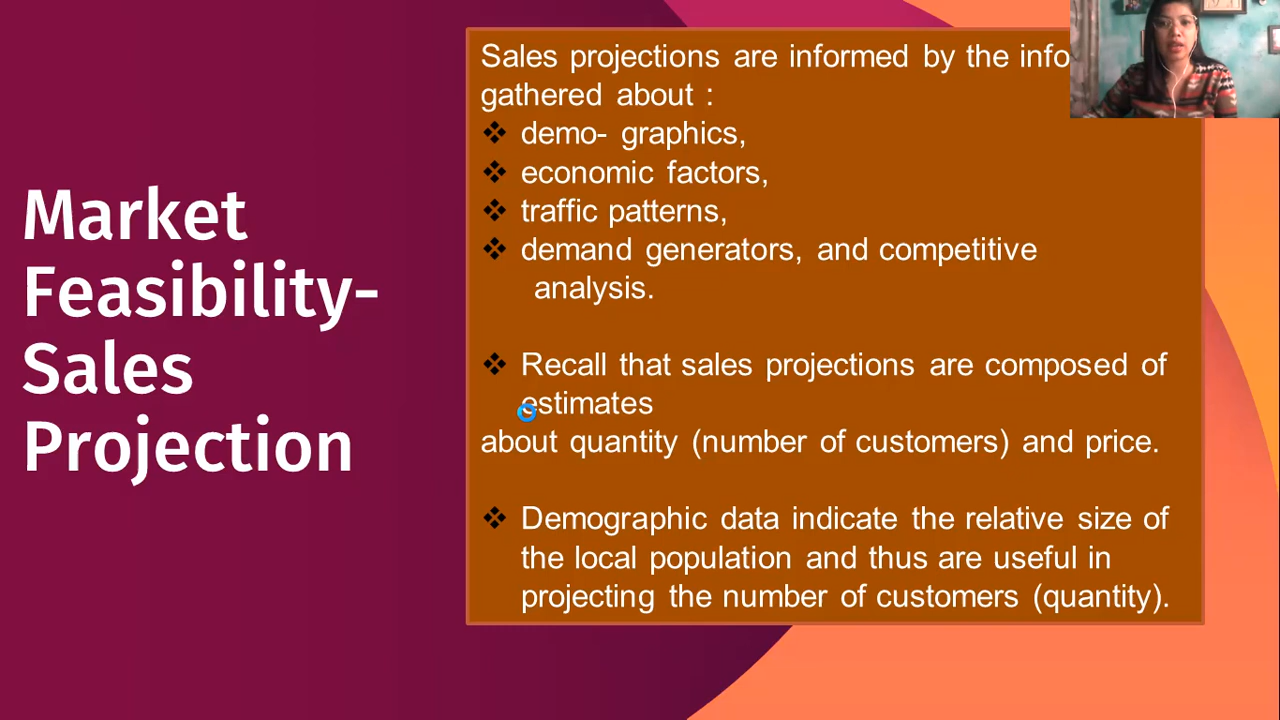 Market
Feasibility-
Sales
Projection
Sales projections are informed by the info
gathered about :
❖ demo- graphics,
❖ economic factors,
❖ traffic patterns,
❖ demand generators, and competitive
analysis.
❖ Recall that sales projections are composed of
estimates
about quantity (number of customers) and price.
❖ Demographic data indicate the relative size of
the local population and thus are useful in
projecting the number of customers (quantity).